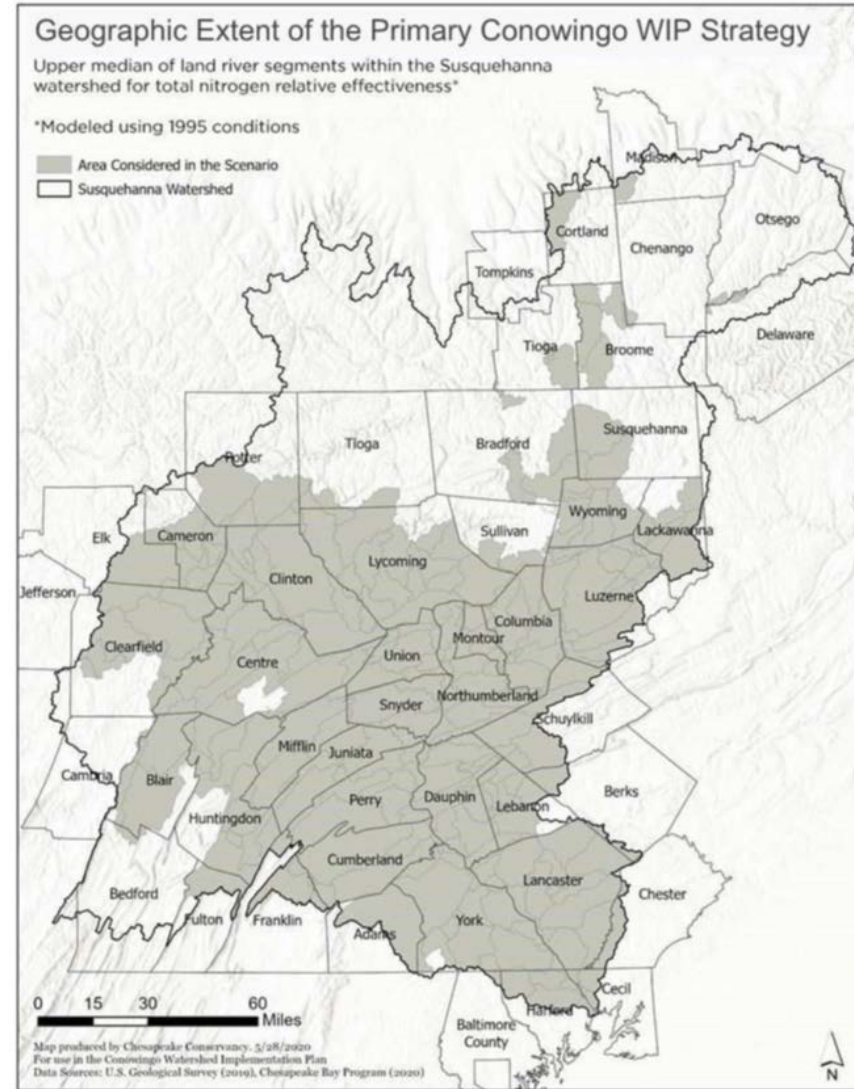 Geographic Extent of the Primary Conowingo WIP Strategy
Upper median of land river segments within the Susquehanna
watershed for total nitrogen relative effectiveness*
*Modeled using 1995 conditions
Area Considered in the Scenario
Susquehanna Watershed
Madison
Cortland
Otsego
Chenango
Tompkins
Tioga
Broome
Delaware
Potter
Tioga
Bradford
Susquehanna
Elk
Cameron
Sullivan
Wyoming
Lackawanna
Clinton
Lycoming
Jefferson
Luzerne
Clearfield
Columbia
Montour
Centre
Union
Snyder
Northumberland
Schuylkill
Mifflin
Juniata
Cambria
Blair
Perry
Dauphin
Lebanon
Berks
Huntingdon
Cumberland
Lancaster
Bedford
Fulton
Franklin
York
Chester
Adams
Cecil
Harford
Baltimore
County
0 15 30 60
Miles
Map produced by Chesapeake Conservancy. 5/28/2020
For use in the Conowingo Watershed Implementation Plan
Data Sources: U.S. Geological Survey (2019), Chesapeake Bay Program (2020)
N